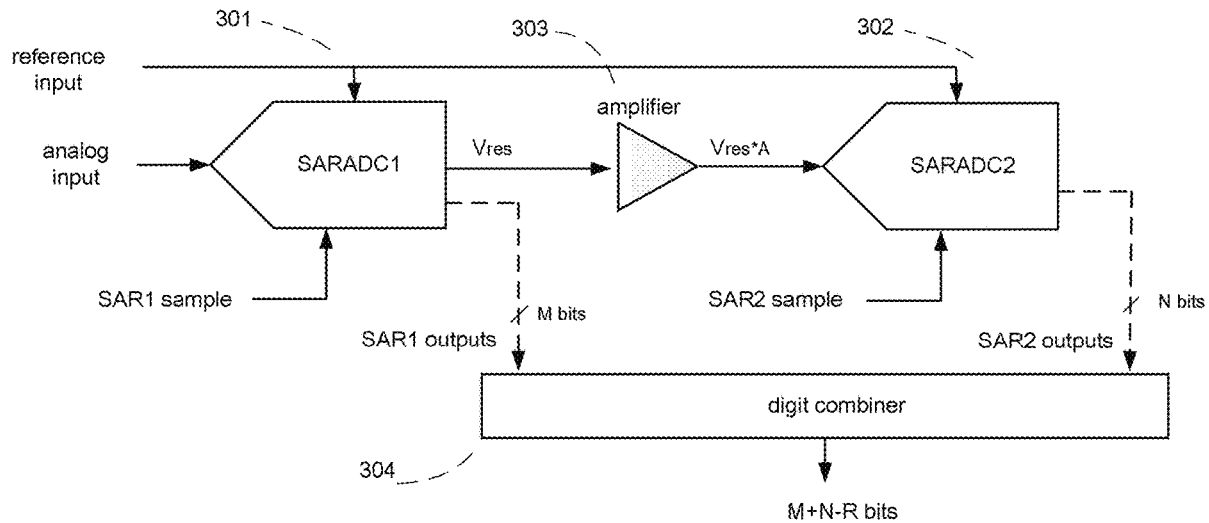 301
303
302
reference
input
amplifier
analog
input
SARADC1
Vres
Vres*A
SARADC2
SAR1 sample
M bits
SAR1 outputs
SAR2 sample
N bits
SAR2 outputs
digit combiner
304
M+N-R bits